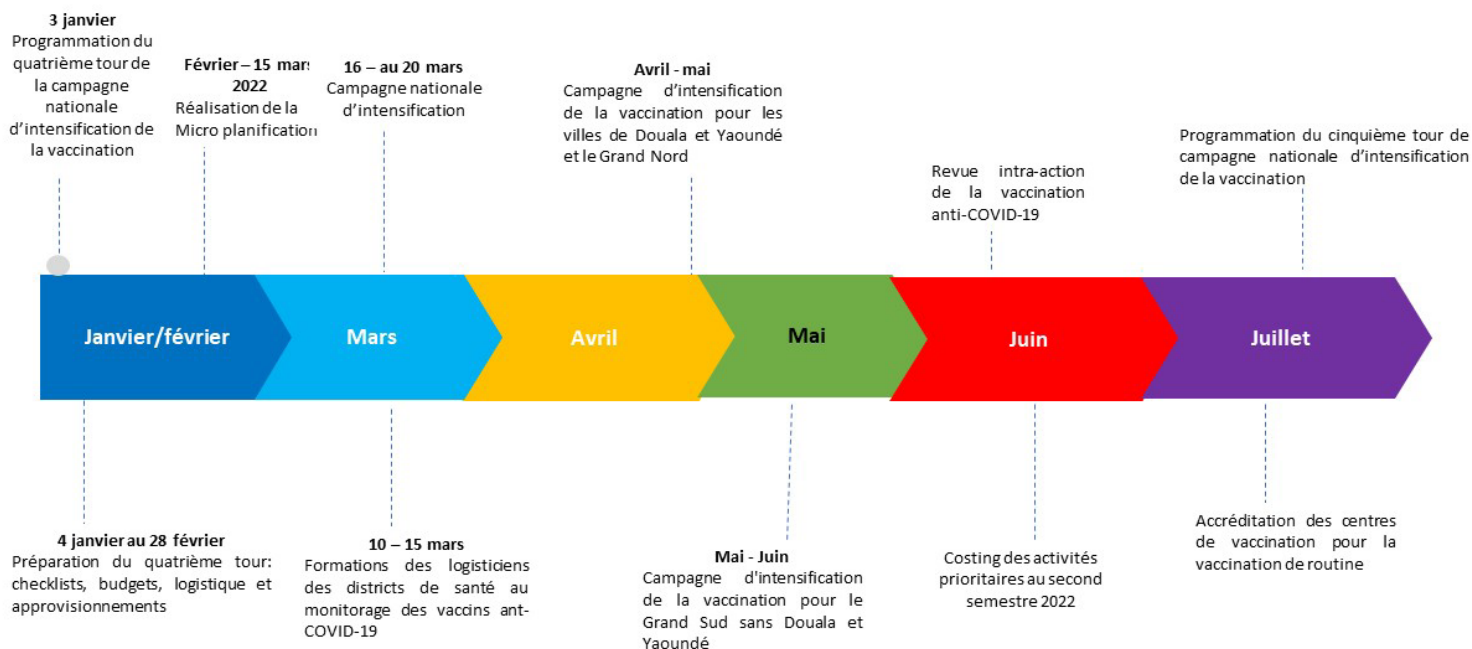 3 janvier
Programmation du
quatrième tour de
la campagne
nationale
d’intensification de
la vaccination
Février – 15 mars
2022
Réalisation de la
Micro planification
16 – au 20 mars
Campagne nationale
d’intensification
Avril - mai
Campagne d’intensification
de la vaccination pour les
villes de Douala et Yaoundé
et le Grand Nord
Revue intra-action
de la vaccination
anti-COVID-19
Programmation du cinquième tour de
campagne nationale d’intensification
de la vaccination
Janvier/février
Mars
Avril
Mai
Juin
Juillet
4 janvier au 28 février
Préparation du quatrième tour:
checklists, budgets, logistique et
approvisionnements
10 – 15 mars
Formations des logisticiens
des districts de santé au
monitorage des vaccins ant-
COVID-19
Mai - Juin
Campagne d'intensification
de la vaccination pour le
Grand Sud sans Douala et
Yaoundé
Costing des activités
prioritaires au second
semestre 2022
Accréditation des centres
de vaccination pour la
vaccination de routine